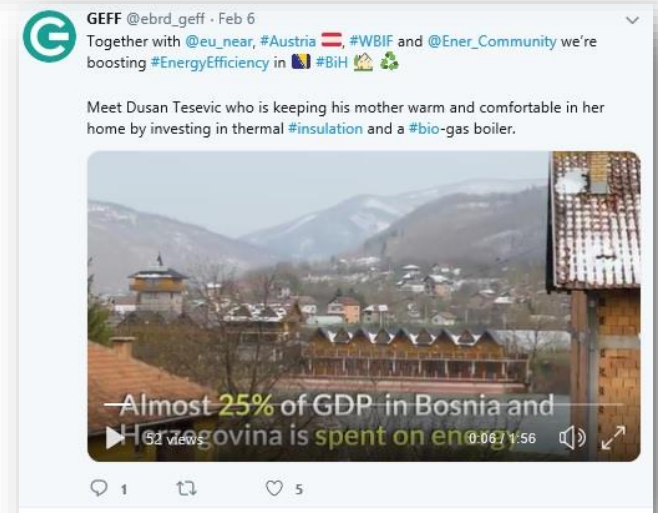 GEFF @ebrd_geff · Feb 6
Together with @eu_near, #Austria 🇦🇹, #WBIF and @Ener_Community we're
boosting #EnergyEfficiency in 🇧🇦 #BiH 🏡 ♻️
Meet Dusan Tesevic who is keeping his mother warm and comfortable in her
home by investing in thermal #insulation and a #bio-gas boiler.
Almost 25% of GDP in Bosnia and
Herzegovina is spent on energy
52 views
0:06 / 1:56
1
5